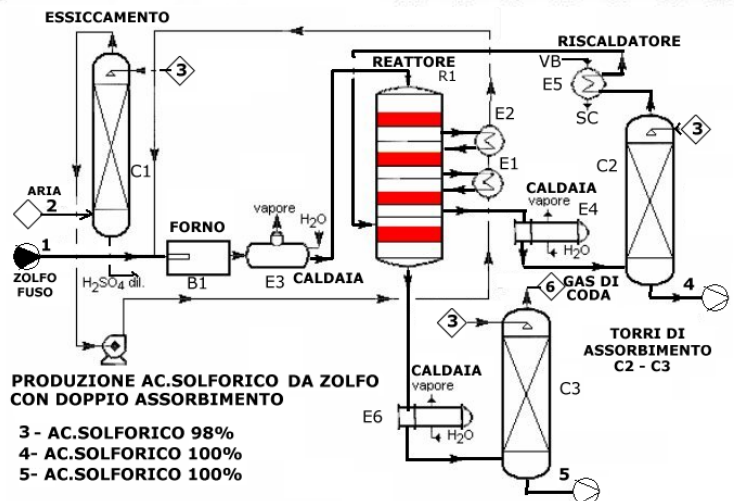 ESSICCAMENTO
3
C1
ARIA
2
1
ZOLFO
FUSO
H2SO4 dil.
FORNO
B1
vapore
H2O
E3
CALDAIA
REATTORE
R1
E2
E1
RISCALDATORE
VB
E5
SC
3
C2
CALDAIA
vapore
E4
H2O
4
6
GAS DI
CODA
3
C3
TORRI DI
ASSORBIMENTO
C2 - C3
CALDAIA
vapore
E6
H2O
5
PRODUZIONE AC.SOLFORICO DA ZOLFO
CON DOPPIO ASSORBIMENTO
3- AC.SOLFORICO 98%
4- AC.SOLFORICO 100%
5- AC.SOLFORICO 100%